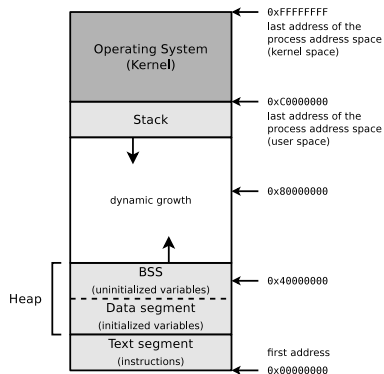 0xFFFFFFFF
last address of the
process address space
(kernel space)
Operating System
(Kernel)
0xC0000000
last address of the
process address space
(user space)
Stack
dynamic growth
0x80000000
BSS
(uninitialized variables)
0x40000000
Heap
Data segment
(initialized variables)
Text segment
(instructions)
first address
0x00000000